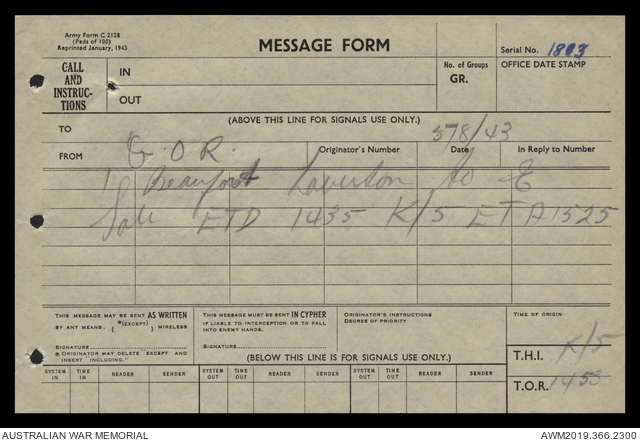 Army Form C.2128
(Pads of 100)
Reprinted January, 1943
MESSAGE FORM
Serial No. 1803
CALL
AND
INSTRUC-
TIONS
IN
OUT
No. of Groups
GR.
OFFICE DATE STAMP
(ABOVE THIS LINE FOR SIGNALS USE ONLY.)
TO
FROM G.O.R.
Originator's Number
Date
378/43
In Reply to Number
1 Beaufort Laverton to E
Sale ETD 1435 K/5 ETA 1525
THIS MESSAGE MAY BE SENT AS WRITTEN
BY ANY MEANS. (*(EXCEPT)) WIRELESS
SIGNATURE
ORIGINATOR MAY DELETE EXCEPT AND
INSERT "INCLUDING."
THIS MESSAGE MUST BE SENT IN CYPHER
IF LIABLE TO INTERCEPTION OR TO FALL
INTO ENEMY HANDS.
SIGNATURE
ORIGINATOR'S INSTRUCTIONS
DEGREE OF PRIORITY
TIME OF ORIGIN
(BELOW THIS LINE IS FOR SIGNALS USE ONLY.)
T.H.I. K/5
T.O.R. 1453
SYSTEM IN TIME IN READER SENDER SYSTEM OUT TIME OUT READER SENDER SYSTEM OUT TIME OUT READER SENDER
AUSTRALIAN WAR MEMORIAL
AWM2019.366.2300